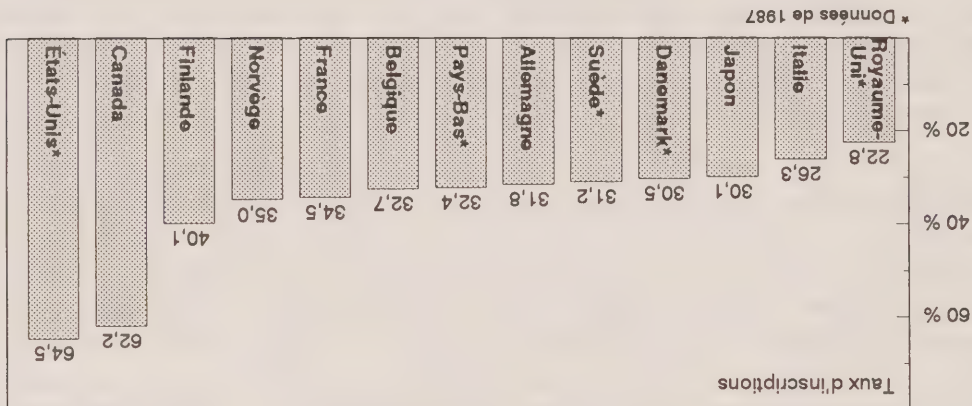 Taux d'inscriptions
60 %
40 %
20 %
22,8
26,3
30,1
30,5
31,2
31,8
32,4
32,7
34,5
35,0
40,1
62,2
64,5
Royaume-
Uni*
Italie
Japon
Danemark*
Suède*
Allemagne
Pays-Bas*
Belgique
France
Norvège
Finlande
Canada
États-Unis*
* Données de 1987